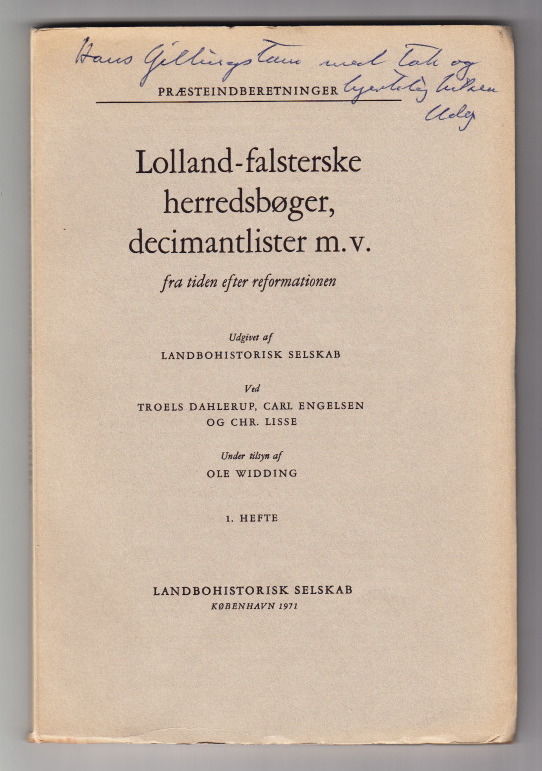 Hans Gillingstam med tak og
hjertelig hilsen
Udg
PRÆSTEINDBERETNINGER
Lolland-falsterske
herredsbøger,
decimantlister m.v.
fra tiden efter reformationen
Udgivet af
LANDBOHISTORISK SELSKAB
Ved
TROELS DAHLERUP, CARL ENGELSEN
OG CHR. LISSE
Under tilsyn af
OLE WIDDING
1. HEFTE
LANDBOHISTORISK SELSKAB
KØBENHAVN 1971